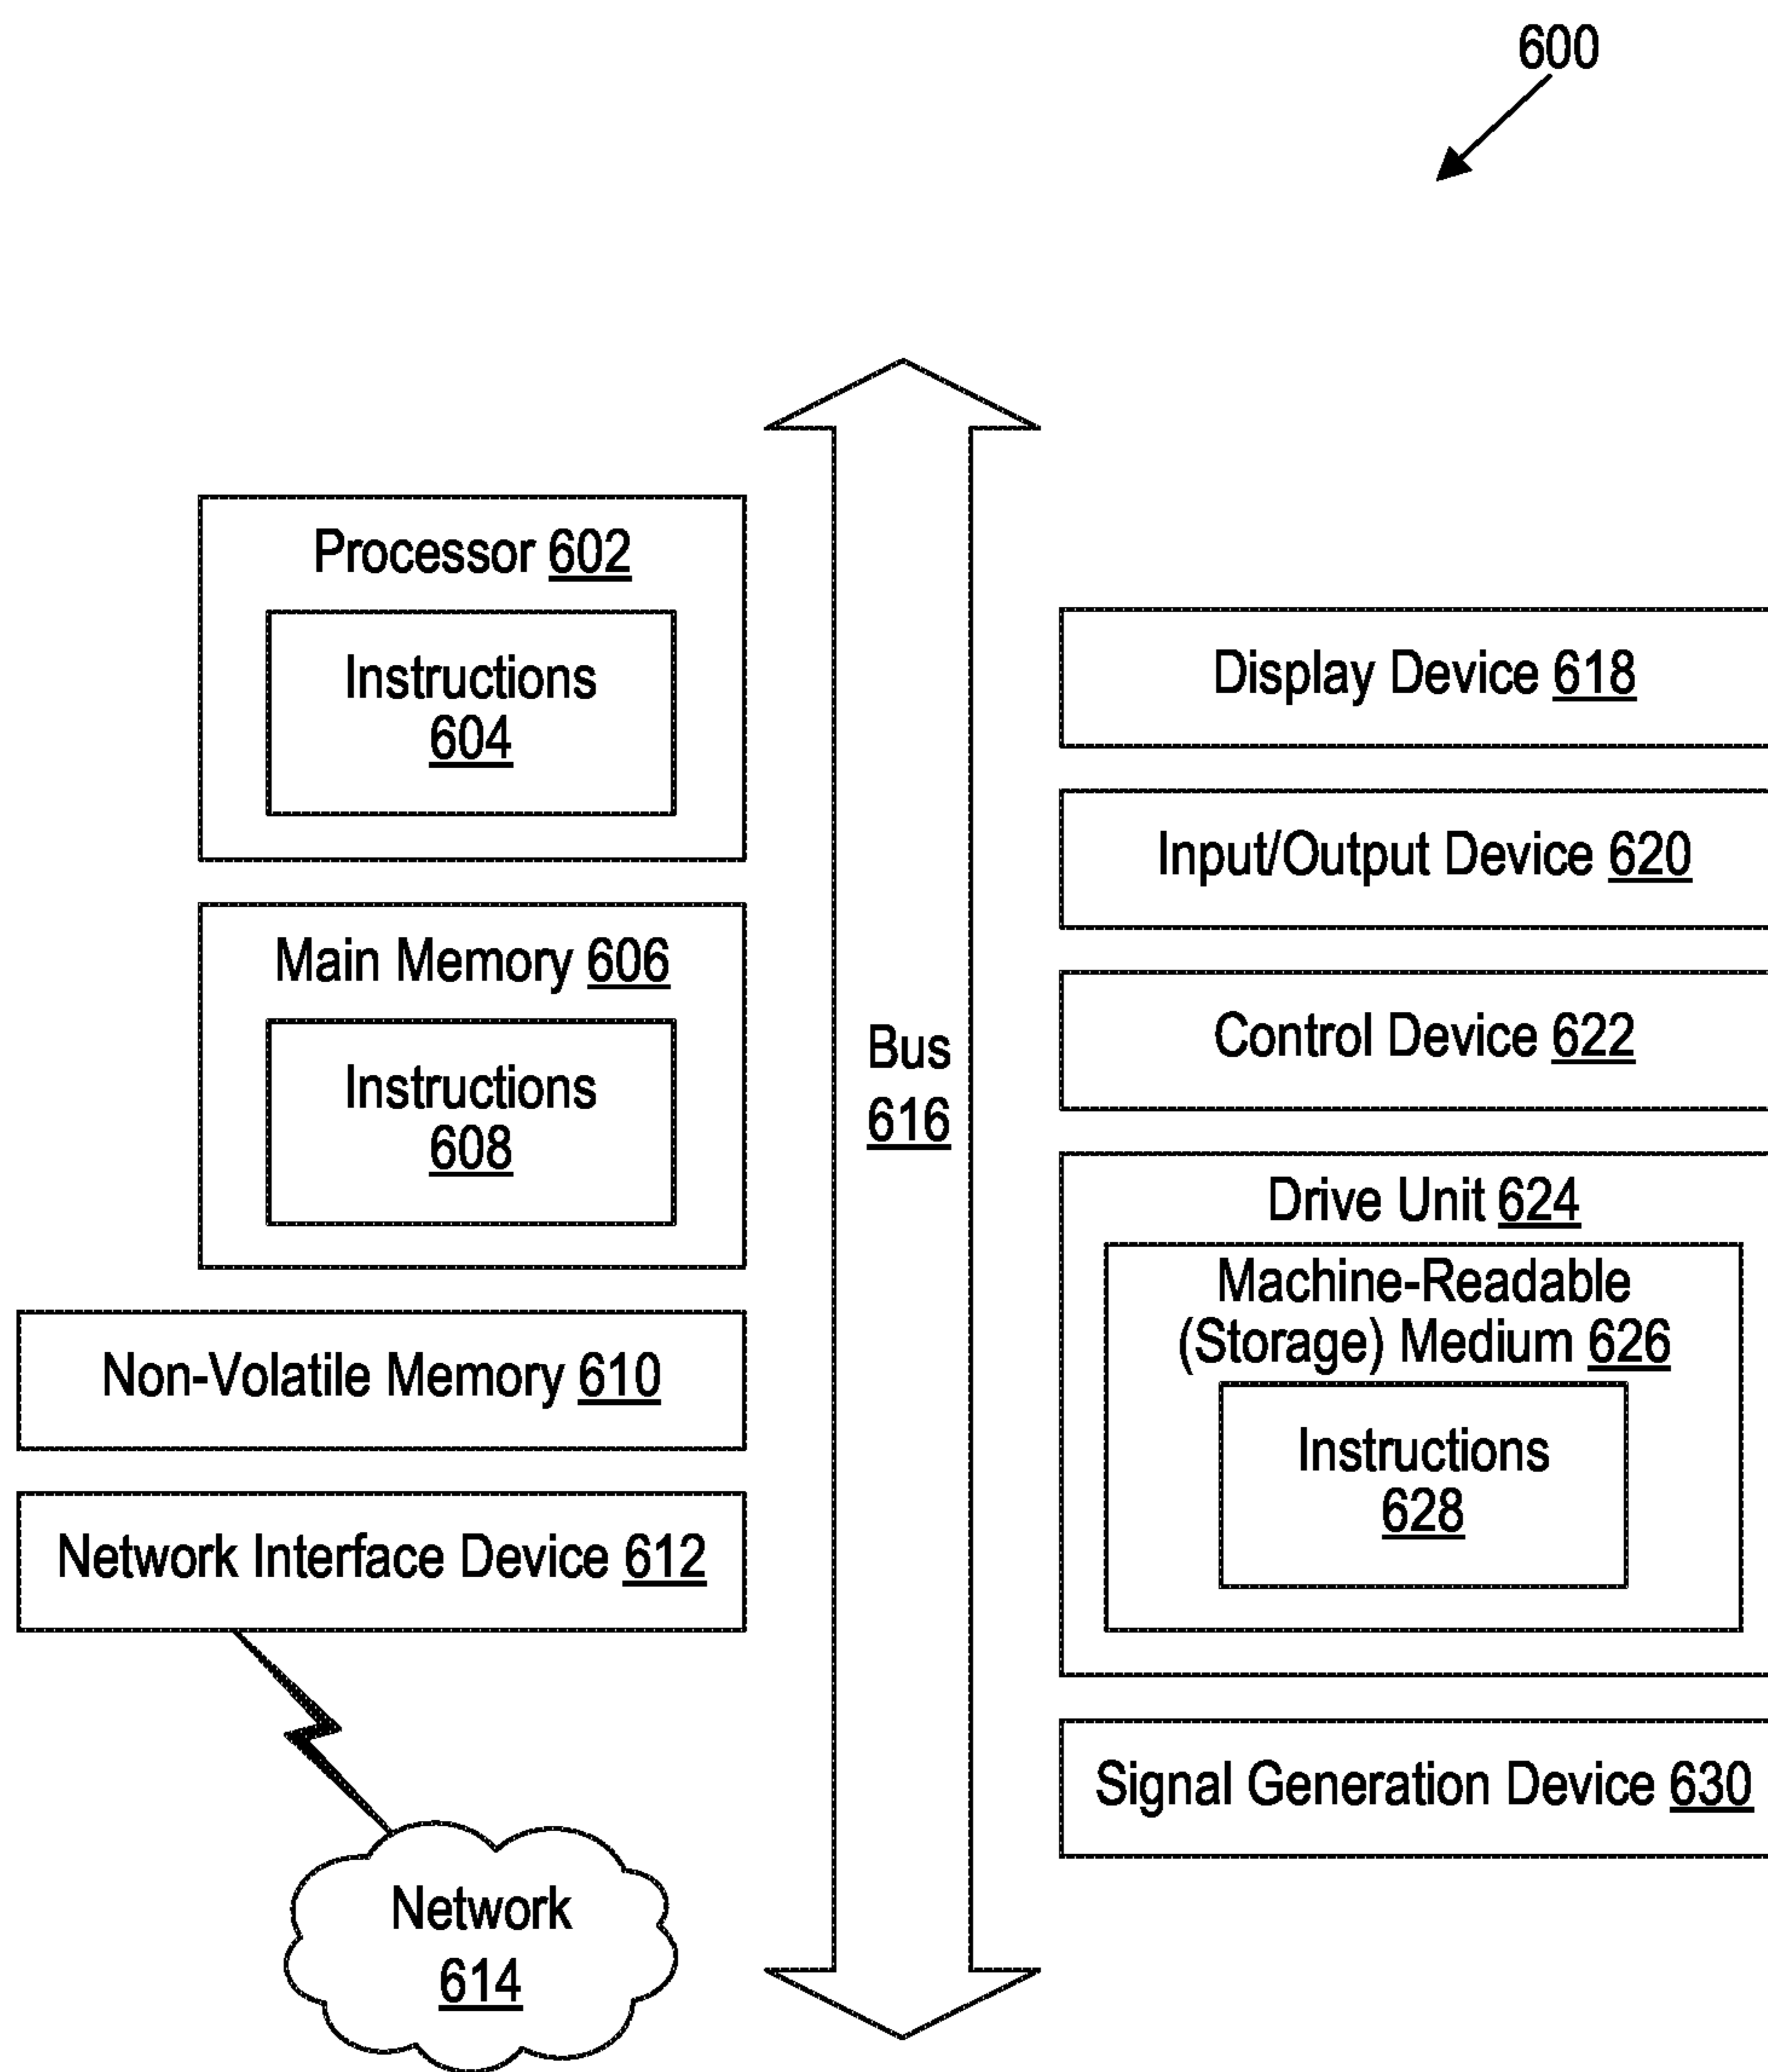 600
Processor 602
Instructions
604
Main Memory 606
Instructions
608
Non-Volatile Memory 610
Network Interface Device 612
Network
614
Bus
616
Display Device 618
Input/Output Device 620
Control Device 622
Drive Unit 624
Machine-Readable
(Storage) Medium 626
Instructions
628
Signal Generation Device 630